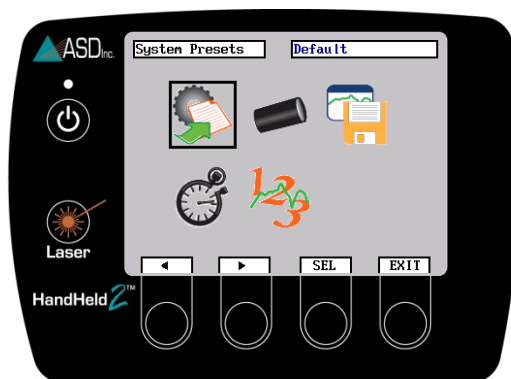 ASD Inc.
System Presets
Default
123
Laser
◄
►
SEL
EXIT
HandHeld 2™